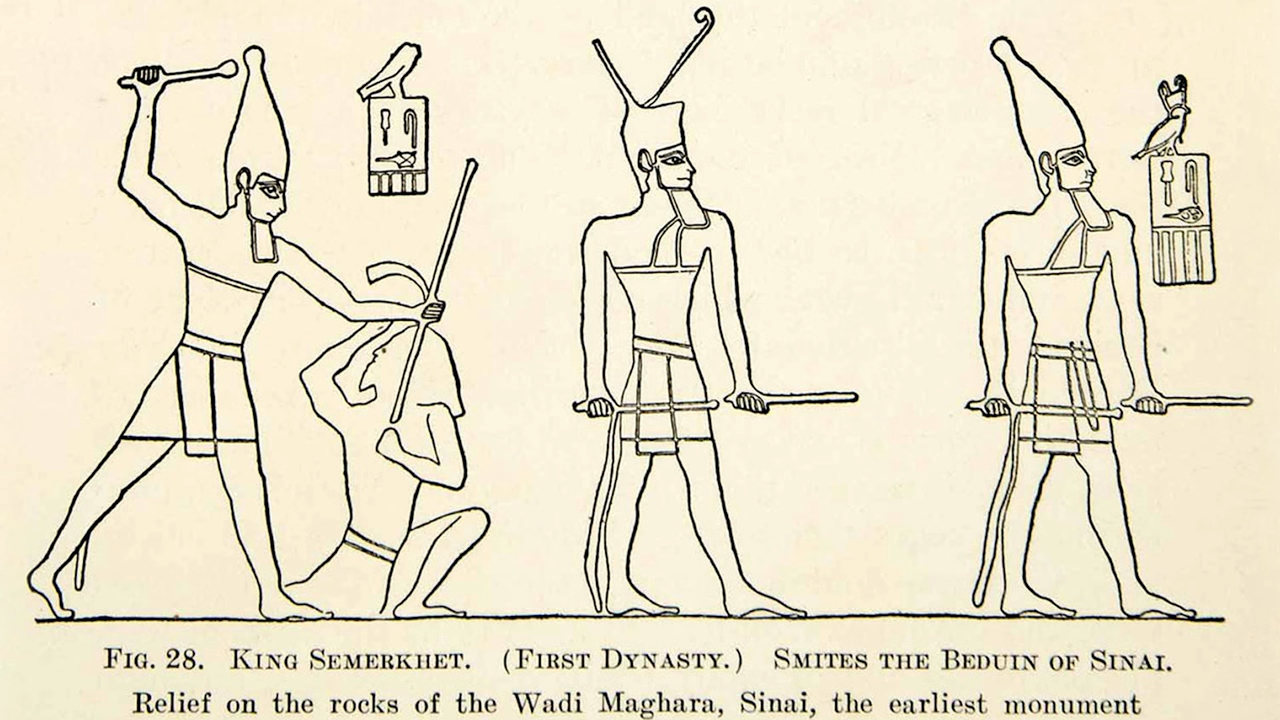 FIG. 28. KING SEMERKHET. (FIRST DYNASTY.) SMITES THE BEDUIN OF SINAI.
Relief on the rocks of the Wadi Maghara, Sinai, the earliest monument